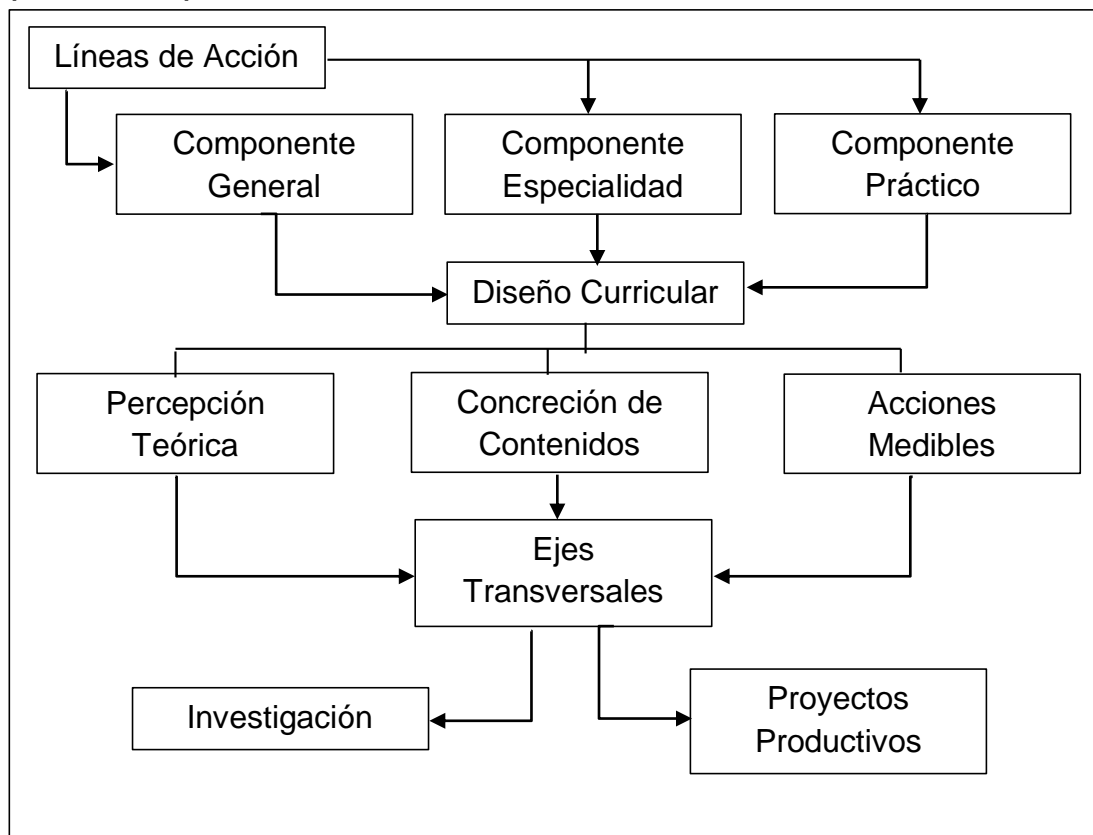 Líneas de Acción
Componente
General
Componente
Especialidad
Componente
Práctico
Diseño Curricular
Percepción
Teórica
Concreción de
Contenidos
Acciones
Medibles
Ejes
Transversales
Investigación
Proyectos
Productivos